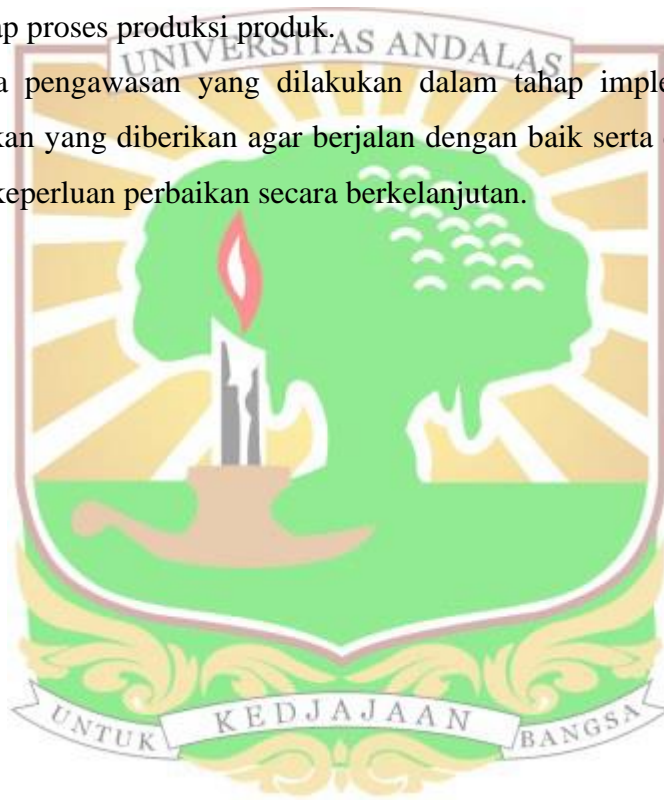 ap proses produksi produk.
UNIVERSITAS ANDALAS
a pengawasan yang dilakukan dalam tahap imple
kan yang diberikan agar berjalan dengan baik serta
keperluan perbaikan secara berkelanjutan.
UNTUK KEDJAJAAN BANGSA